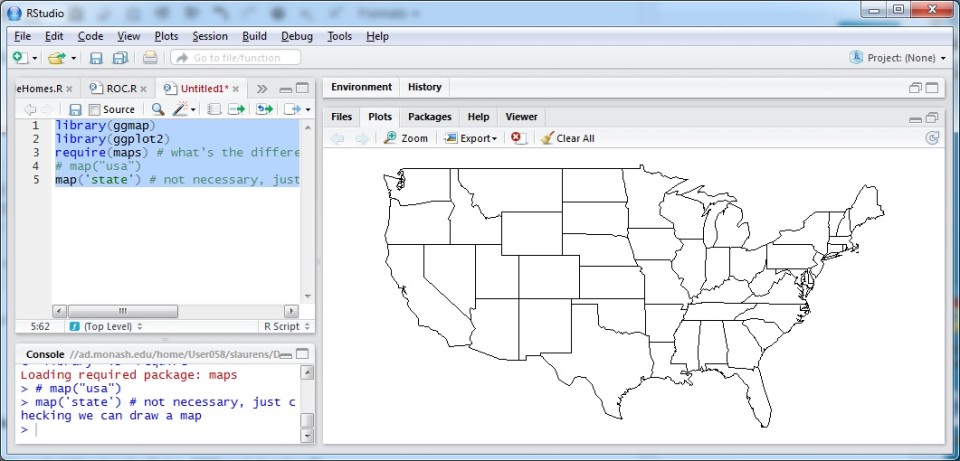 RStudio
File Edit Code View Plots Session Build Debug Tools Help
Go to file/function
Project: (None)
eHomes.R ROC.R Untitled1*
Source
1 library(ggmap)
2 library(ggplot2)
3 require(maps) # what's the differe
4 # map("usa")
5 map('state') # not necessary, just
5:62 (Top Level) R Script
Console //ad.monash.edu/home/User058/slaurens/D
Loading required package: maps
> # map("usa")
> map('state') # not necessary, just c
hecking we can draw a map
>
Environment History
Files Plots Packages Help Viewer
Zoom Export Clear All